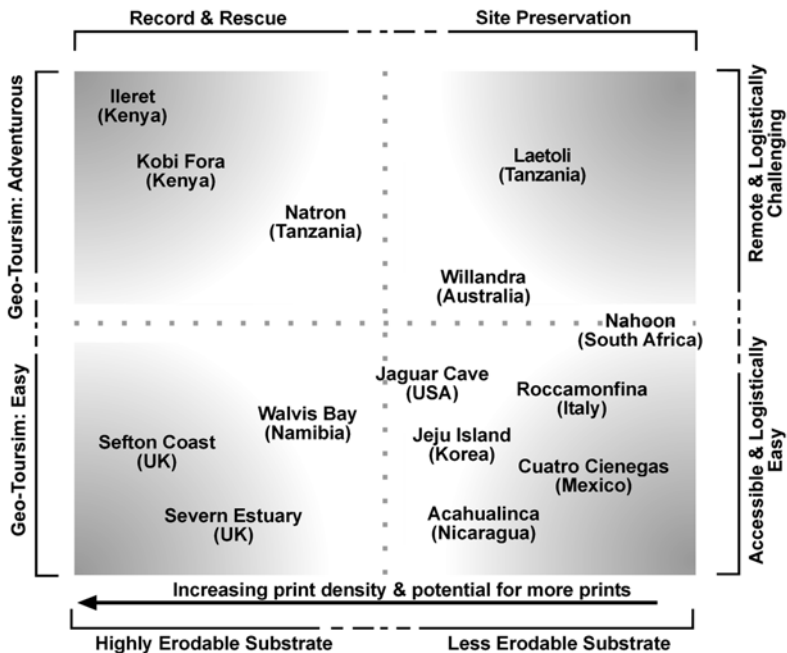 Record & Rescue
Site Preservation
Geo-Toursim: Adventurous
Geo-Toursim: Easy
Ileret
(Kenya)
Kobi Fora
(Kenya)
Natron
(Tanzania)
Laetoli
(Tanzania)
Willandra
(Australia)
Nahoon
(South Africa)
Jaguar Cave
(USA)
Roccamonfina
(Italy)
Walvis Bay
(Namibia)
Sefton Coast
(UK)
Jeju Island
(Korea)
Cuatro Cienegas
(Mexico)
Severn Estuary
(UK)
Acahualinca
(Nicaragua)
Remote & Logistically
Challenging
Accessible & Logistically
Easy
Increasing print density & potential for more prints
Highly Erodable Substrate
Less Erodable Substrate